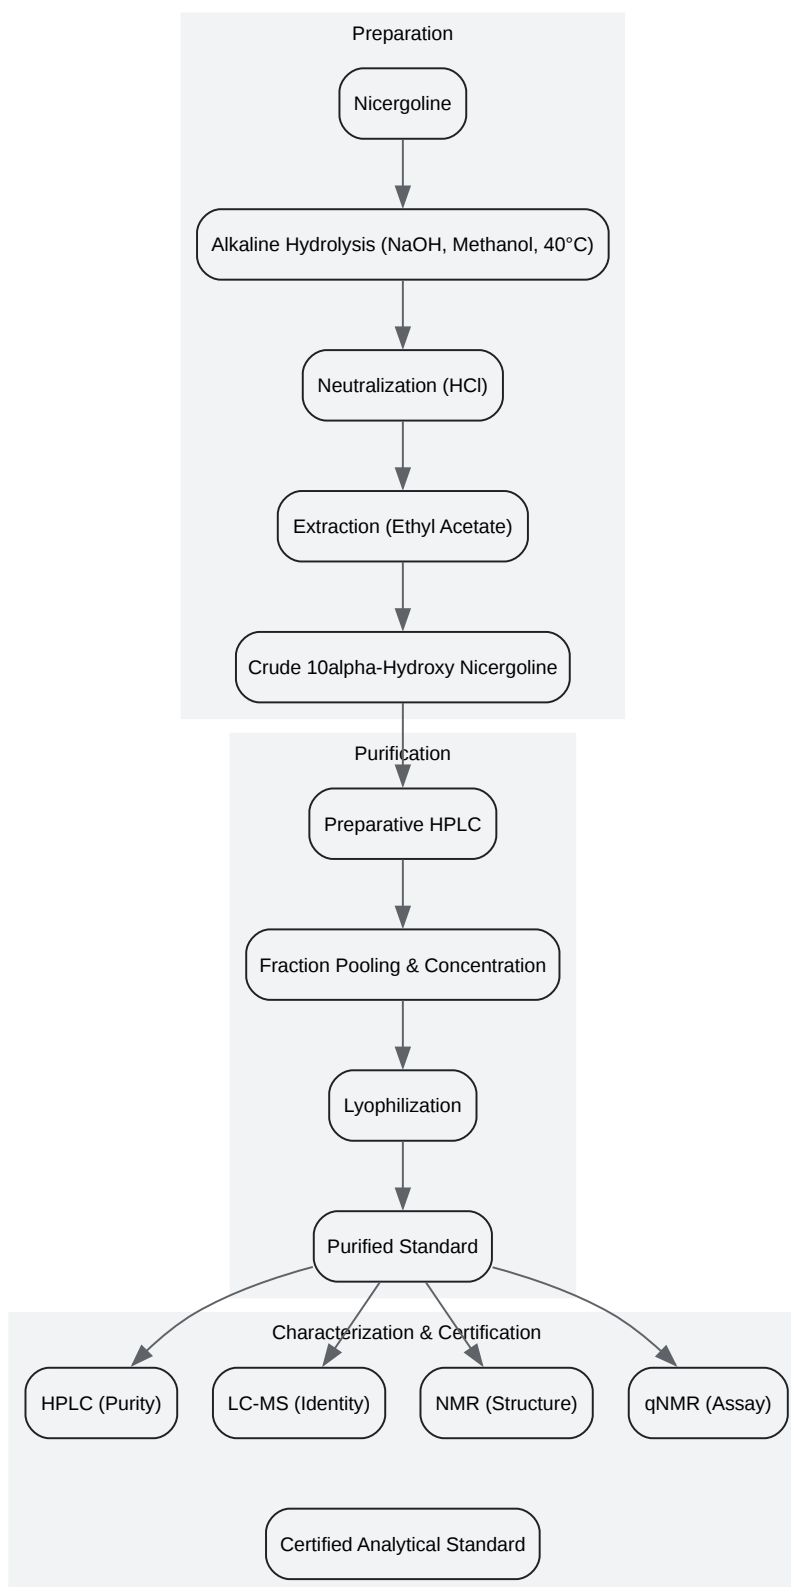 Preparation
Nicergoline
Alkaline Hydrolysis (NaOH, Methanol, 40°C)
Neutralization (HCl)
Extraction (Ethyl Acetate)
Crude 10alpha-Hydroxy Nicergoline
Purification
Preparative HPLC
Fraction Pooling & Concentration
Lyophilization
Purified Standard
Characterization & Certification
HPLC (Purity)
LC-MS (Identity)
NMR (Structure)
qNMR (Assay)
Certified Analytical Standard